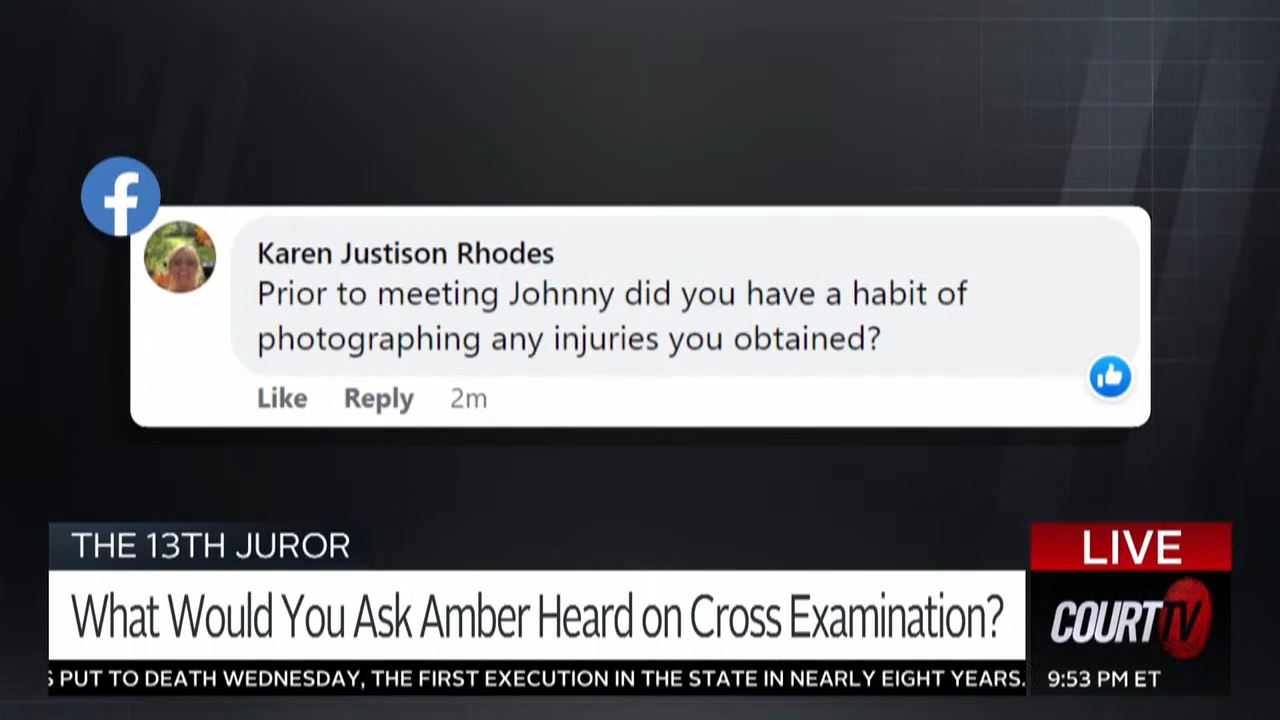 f
Karen Justison Rhodes
Prior to meeting Johnny did you have a habit of
photographing any injuries you obtained?
Like Reply 2m
THE 13TH JUROR
What Would You Ask Amber Heard on Cross Examination?
S PUT TO DEATH WEDNESDAY, THE FIRST EXECUTION IN THE STATE IN NEARLY EIGHT YEARS.
LIVE
COURT TV
9:53 PM ET